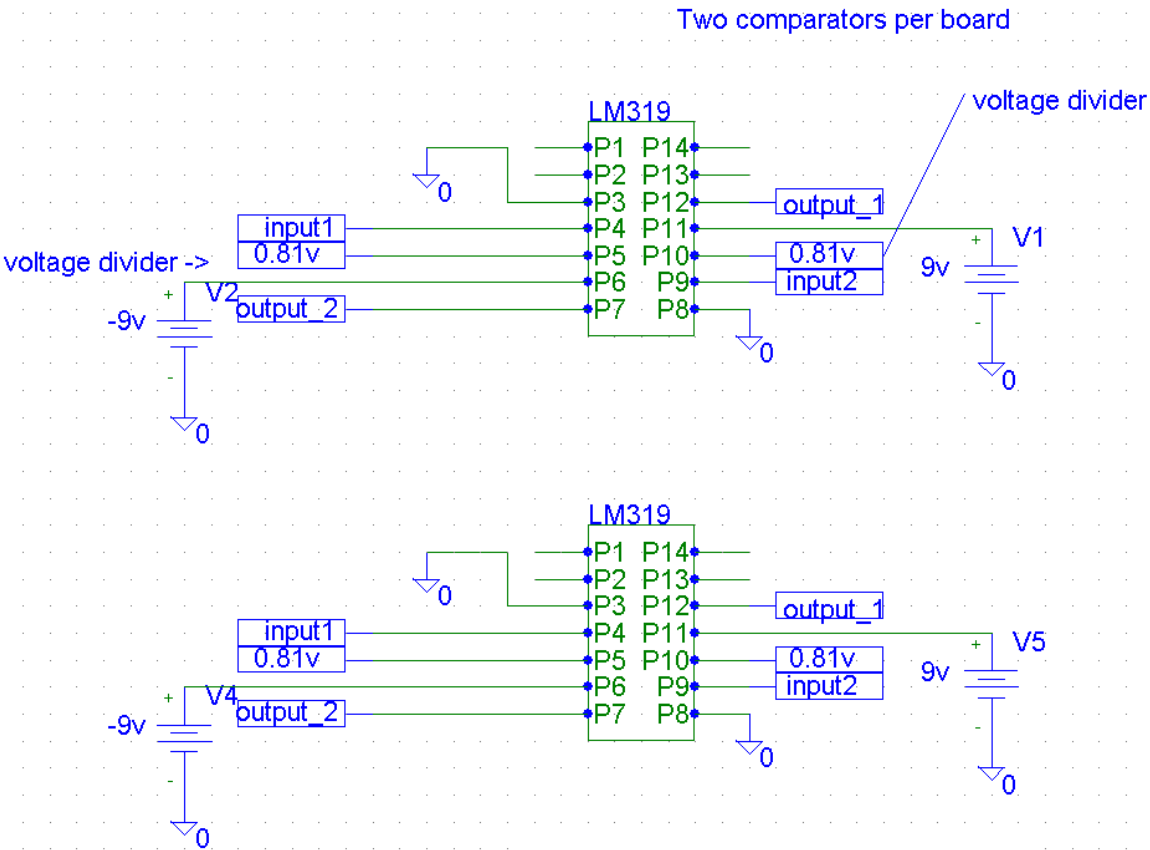 Two comparators per board
voltage divider
LM319
P1 P14
P2 P13
0 P3 P12 output_1
input1 P4 P11 + V1
voltage divider -> 0.81v P5 P10 0.81v 9v
+ V2 P6 P9 input2
-9v output_2 P7 P8 -
0
- 0
0
LM319
P1 P14
P2 P13
0 P3 P12 output_1
input1 P4 P11 + V5
0.81v P5 P10 0.81v 9v
+ V4 P6 P9 input2
-9v output_2 P7 P8 -
0
- 0
0